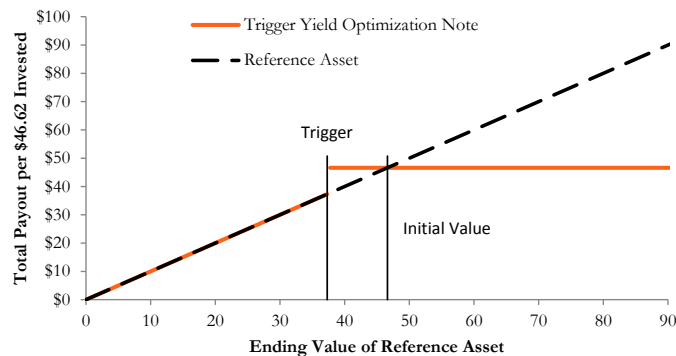 $100
$90
$80
$70
$60
$50
$40
$30
$20
$10
$0
Total Payout per $46.62 Invested
Trigger Yield Optimization Note
Reference Asset
Trigger
Initial Value
0 10 20 30 40 50 60 70 80 90
Ending Value of Reference Asset